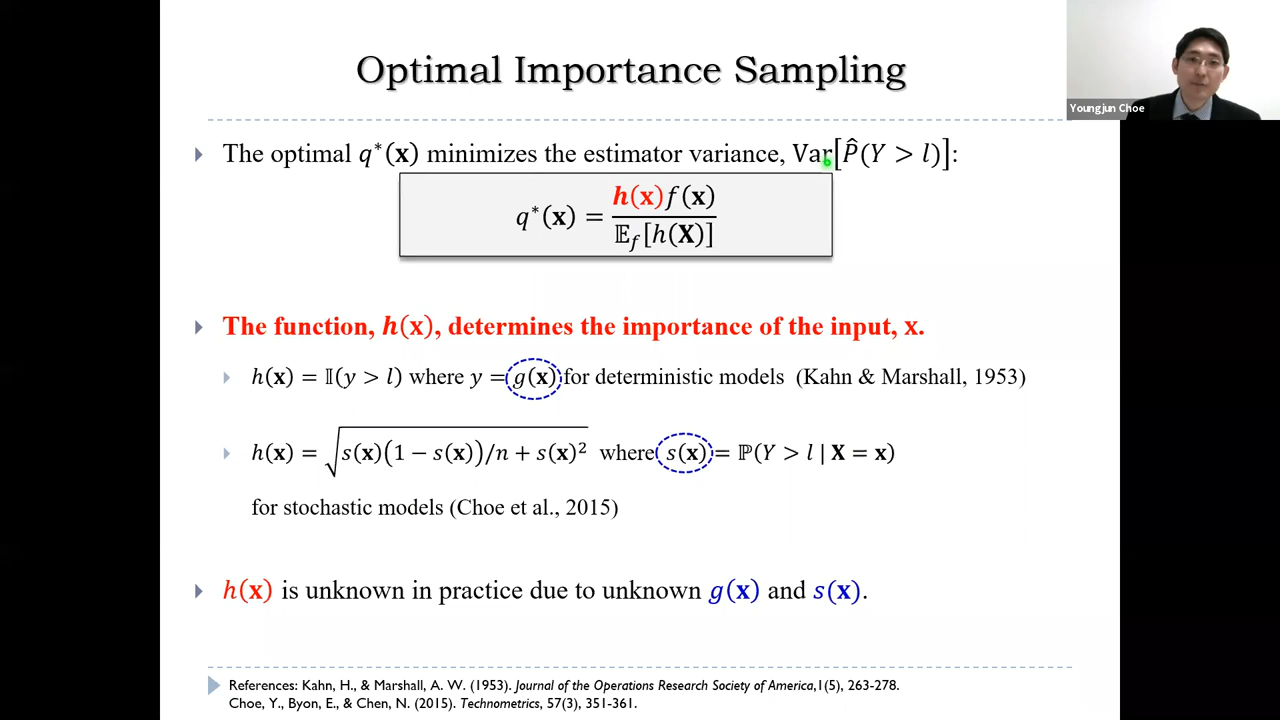 Optimal Importance Sampling
Youngjun Choe
The optimal q*(x) minimizes the estimator variance, Var[P̂(Y > l)]:
q*(x) = h(x)f(x) / 𝔼_f[h(X)]
The function, h(x), determines the importance of the input, x.
h(x) = 𝕀(y > l) where y = g(x) for deterministic models (Kahn & Marshall, 1953)
h(x) = √(s(x)(1 − s(x))/n + s(x)²) where s(x) = ℙ(Y > l | X = x)
for stochastic models (Choe et al., 2015)
h(x) is unknown in practice due to unknown g(x) and s(x).
References: Kahn, H., & Marshall, A. W. (1953). Journal of the Operations Research Society of America,1(5), 263-278.
Choe, Y., Byon, E., & Chen, N. (2015). Technometrics, 57(3), 351-361.